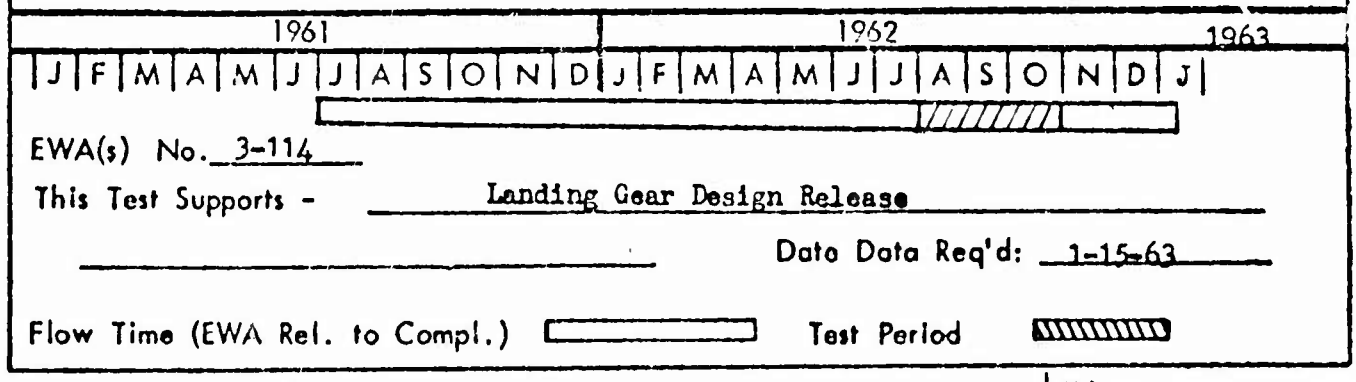 1961 1962 1963
J F M A M J J A S O N D J F M A M J J A S O N D J
EWA(s) No. 3-114
This Test Supports - Landing Gear Design Release
Date Data Req'd: 1-15-63
Flow Time (EWA Rel. to Compl.) Test Period